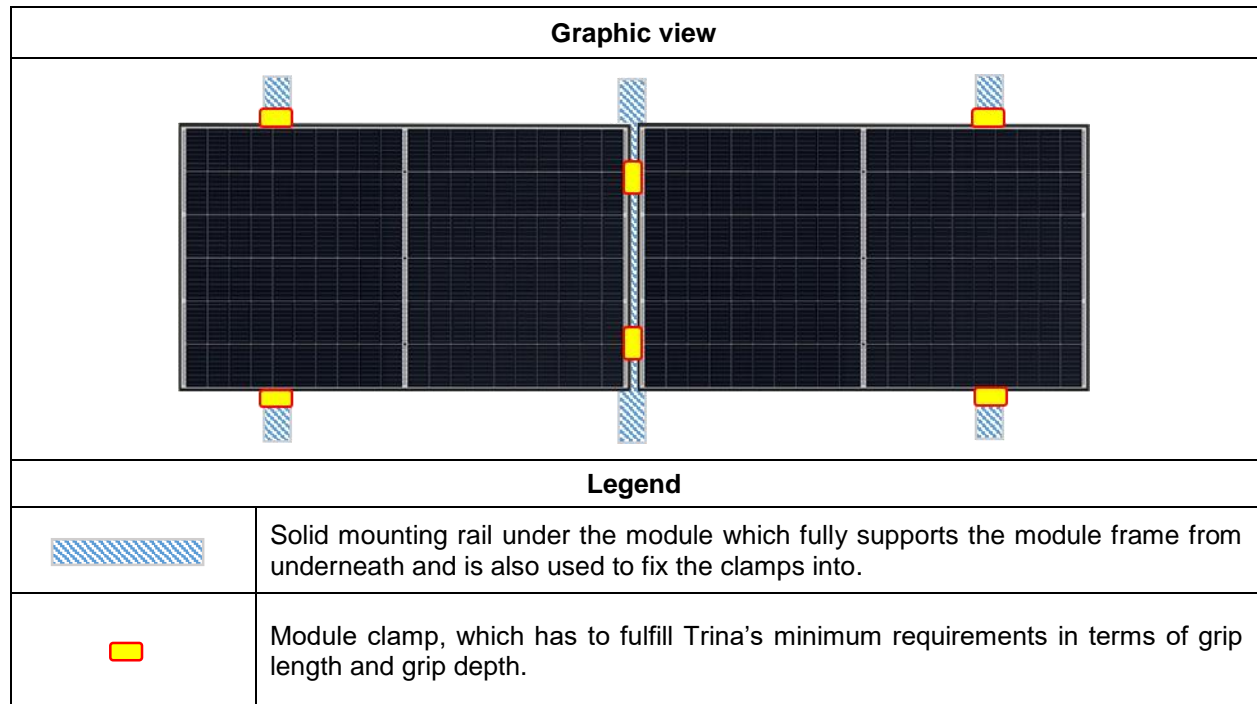 Graphic view
Legend
Solid mounting rail under the module which fully supports the module frame from
underneath and is also used to fix the clamps into.
Module clamp, which has to fulfill Trina’s minimum requirements in terms of grip
length and grip depth.